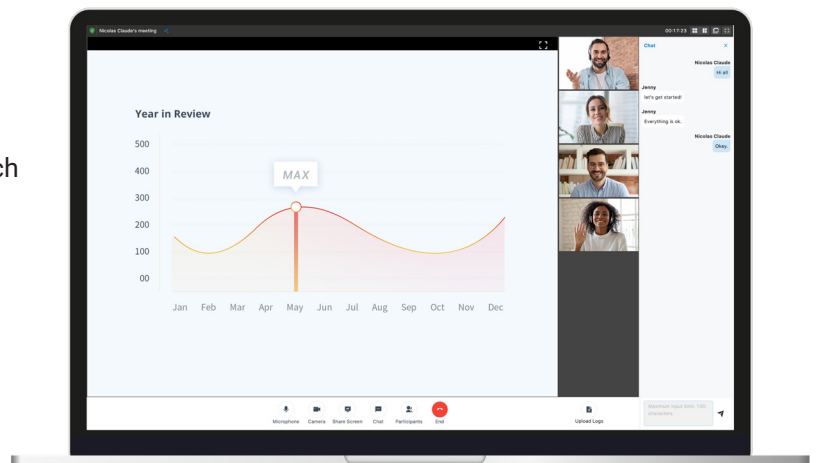 ch
Nicolas Claude's meeting
00:17:23
Year in Review
500
400
300
200
100
00
MAX
Jan Feb Mar Apr May Jun Jul Aug Sep Oct Nov Dec
Chat
Nicolas Claude
Hi all
Jenny
let's get started!
Jenny
Everything is ok.
Nicolas Claude
Okey.
Microphone Camera Share Screen Chat Participants End
Upload Logs
Maximum input limit: 100
characters.